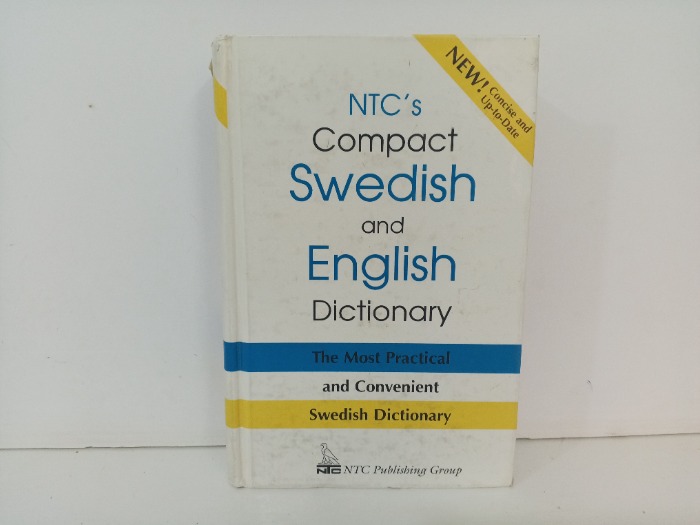 NEW! Concise and
Up-to-Date
NTC's
Compact
Swedish
and
English
Dictionary
The Most Practical
and Convenient
Swedish Dictionary
NTC NTC Publishing Group